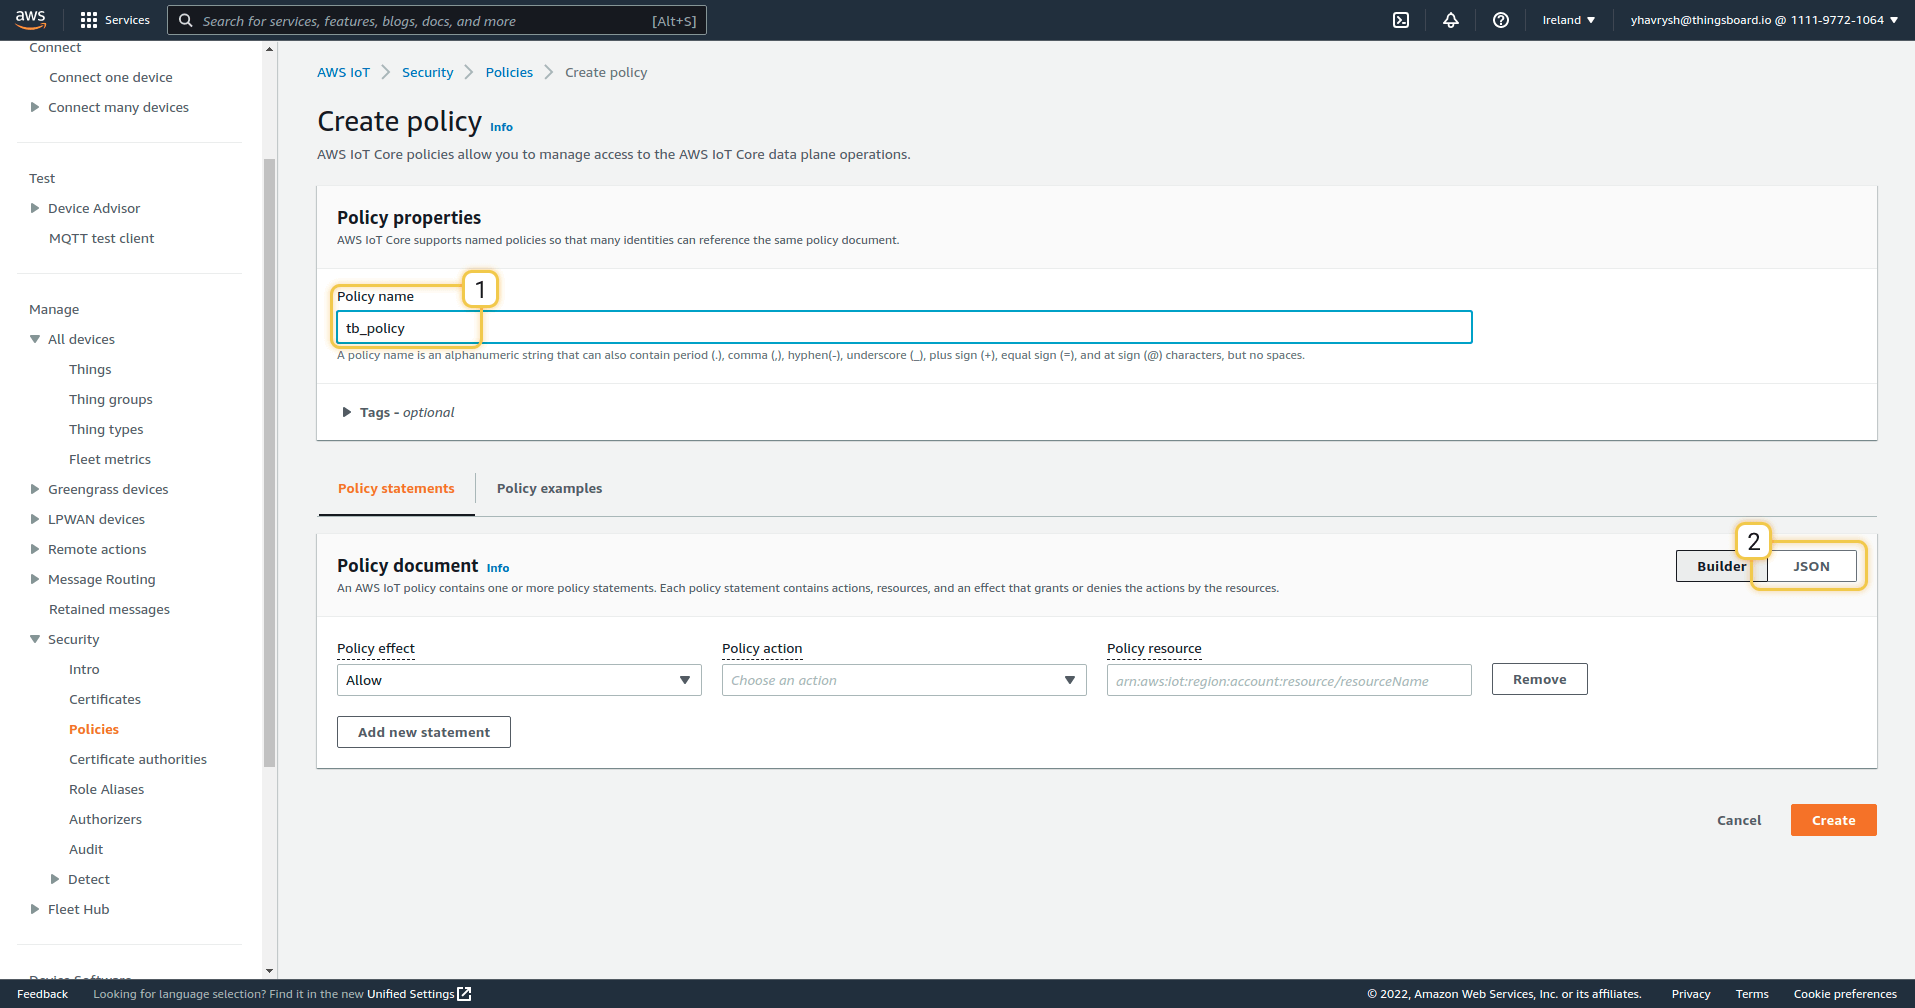 aws
Services
Search for services, features, blogs, docs, and more [Alt+S]
Ireland ▼
yhavrysh@thingsboard.io @ 1111-9772-1064 ▼
Connect
Connect one device
Connect many devices
Test
Device Advisor
MQTT test client
Manage
All devices
Things
Thing groups
Thing types
Fleet metrics
Greengrass devices
LPWAN devices
Remote actions
Message Routing
Retained messages
Security
Intro
Certificates
Policies
Certificate authorities
Role Aliases
Authorizers
Audit
Detect
Fleet Hub
Device Software
AWS IoT > Security > Policies > Create policy
Create policy Info
AWS IoT Core policies allow you to manage access to the AWS IoT Core data plane operations.
Policy properties
AWS IoT Core supports named policies so that many identities can reference the same policy document.
1
Policy name
tb_policy
A policy name is an alphanumeric string that can also contain period (.), comma (,), hyphen(-), underscore (_), plus sign (+), equal sign (=), and at sign (@) characters, but no spaces.
Tags - optional
Policy statements
Policy examples
2
Policy document Info
Builder
JSON
An AWS IoT policy contains one or more policy statements. Each policy statement contains actions, resources, and an effect that grants or denies the actions by the resources.
Policy effect
Policy action
Policy resource
Allow
Choose an action
arn:aws:iot:region:account:resource/resourceName
Remove
Add new statement
Cancel
Create
Feedback
Looking for language selection? Find it in the new Unified Settings
© 2022, Amazon Web Services, Inc. or its affiliates.
Privacy
Terms
Cookie preferences